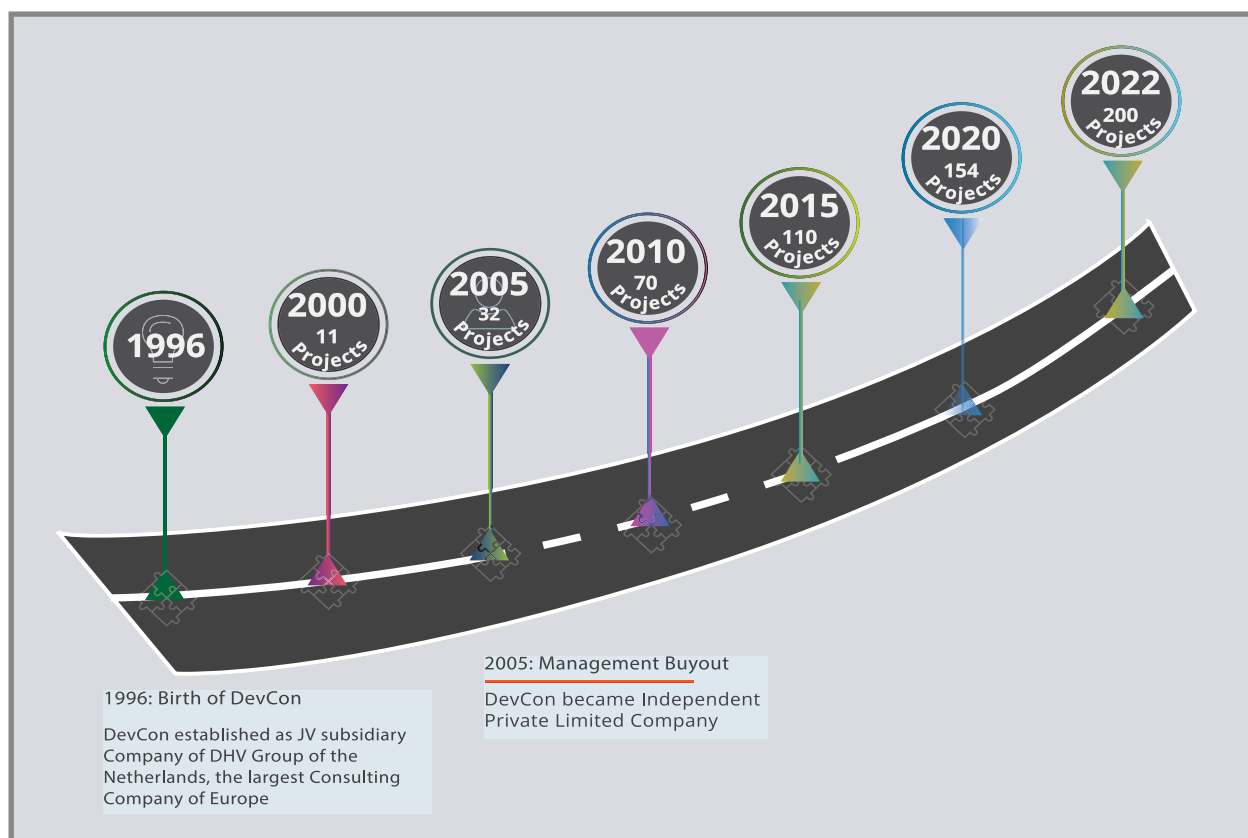 1996
2000
11
Projects
2005
32
Projects
2010
70
Projects
2015
110
Projects
2020
154
Projects
2022
200
Projects
1996: Birth of DevCon
DevCon established as JV subsidiary
Company of DHV Group of the
Netherlands, the largest Consulting
Company of Europe
2005: Management Buyout
DevCon became Independent
Private Limited Company